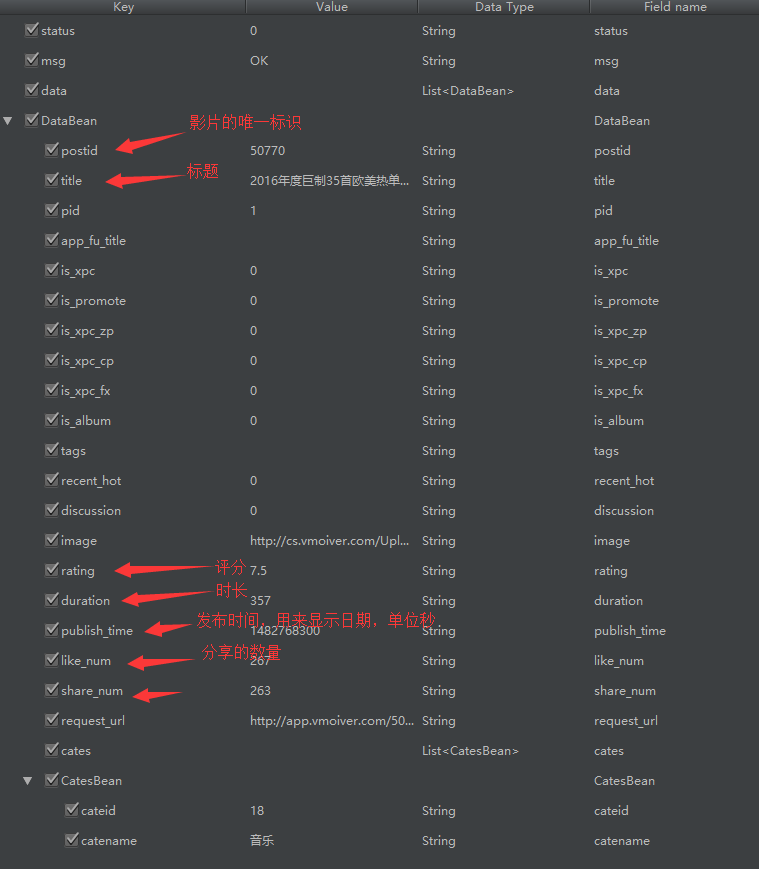 Key Value Data Type Field name
status 0 String status
msg OK String msg
data List<DataBean> data
DataBean 影片的唯一标识 DataBean
postid 50770 String postid
title 标题 2016年度巨制35首欧美热单... String title
pid 1 String pid
app_fu_title String app_fu_title
is_xpc 0 String is_xpc
is_promote 0 String is_promote
is_xpc_zp 0 String is_xpc_zp
is_xpc_cp 0 String is_xpc_cp
is_xpc_fx 0 String is_xpc_fx
is_album 0 String is_album
tags String tags
recent_hot 0 String recent_hot
discussion 0 String discussion
image http://cs.vmoiver.com/Upl... String image
rating 评分 7.5 String rating
duration 时长 357 String duration
publish_time 发布时间，用来显示日期，单位秒 1482768300 String publish_time
like_num 分享的数量 267 String like_num
share_num 263 String share_num
request_url http://app.vmoiver.com/50... String request_url
cates List<CatesBean> cates
CatesBean CatesBean
cateid 18 String cateid
catename 音乐 String catename